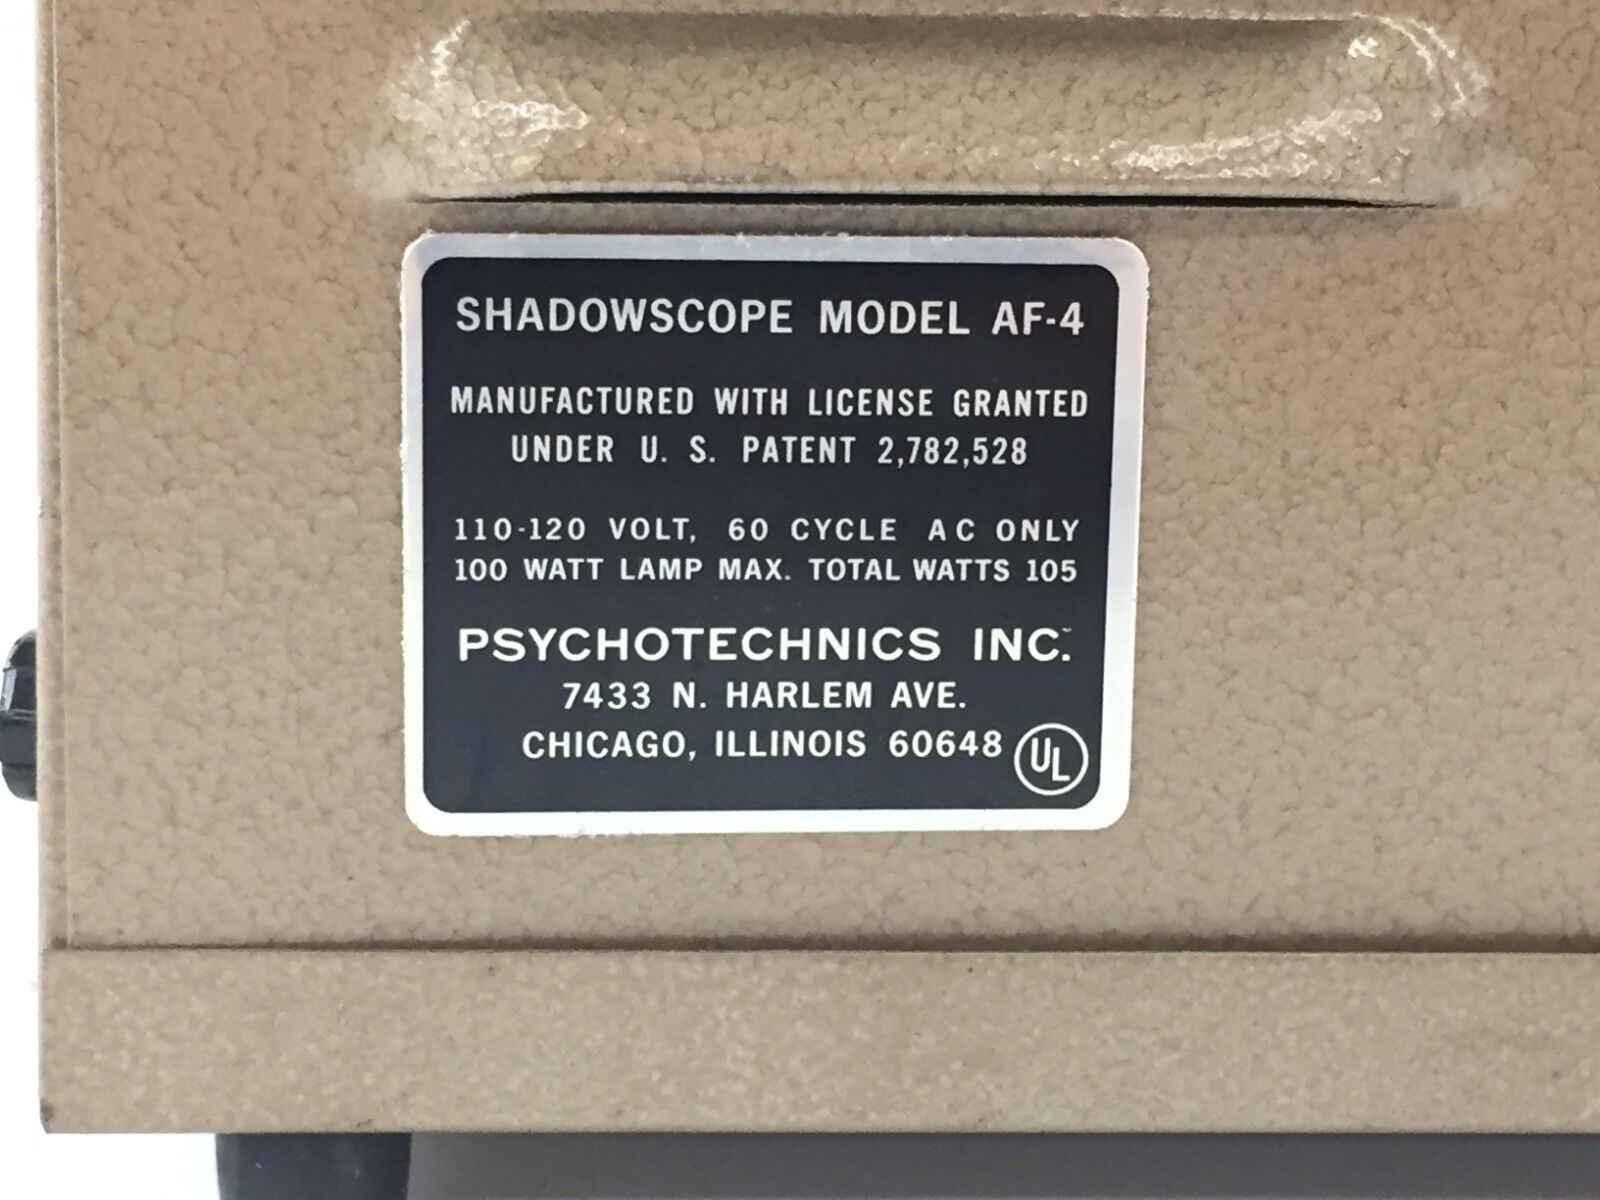 SHADOWSCOPE MODEL AF-4
MANUFACTURED WITH LICENSE GRANTED
UNDER U. S. PATENT 2,782,528
110-120 VOLT, 60 CYCLE AC ONLY
100 WATT LAMP MAX. TOTAL WATTS 105
PSYCHOTECHNICS INC.
7433 N. HARLEM AVE.
CHICAGO, ILLINOIS 60648
UL